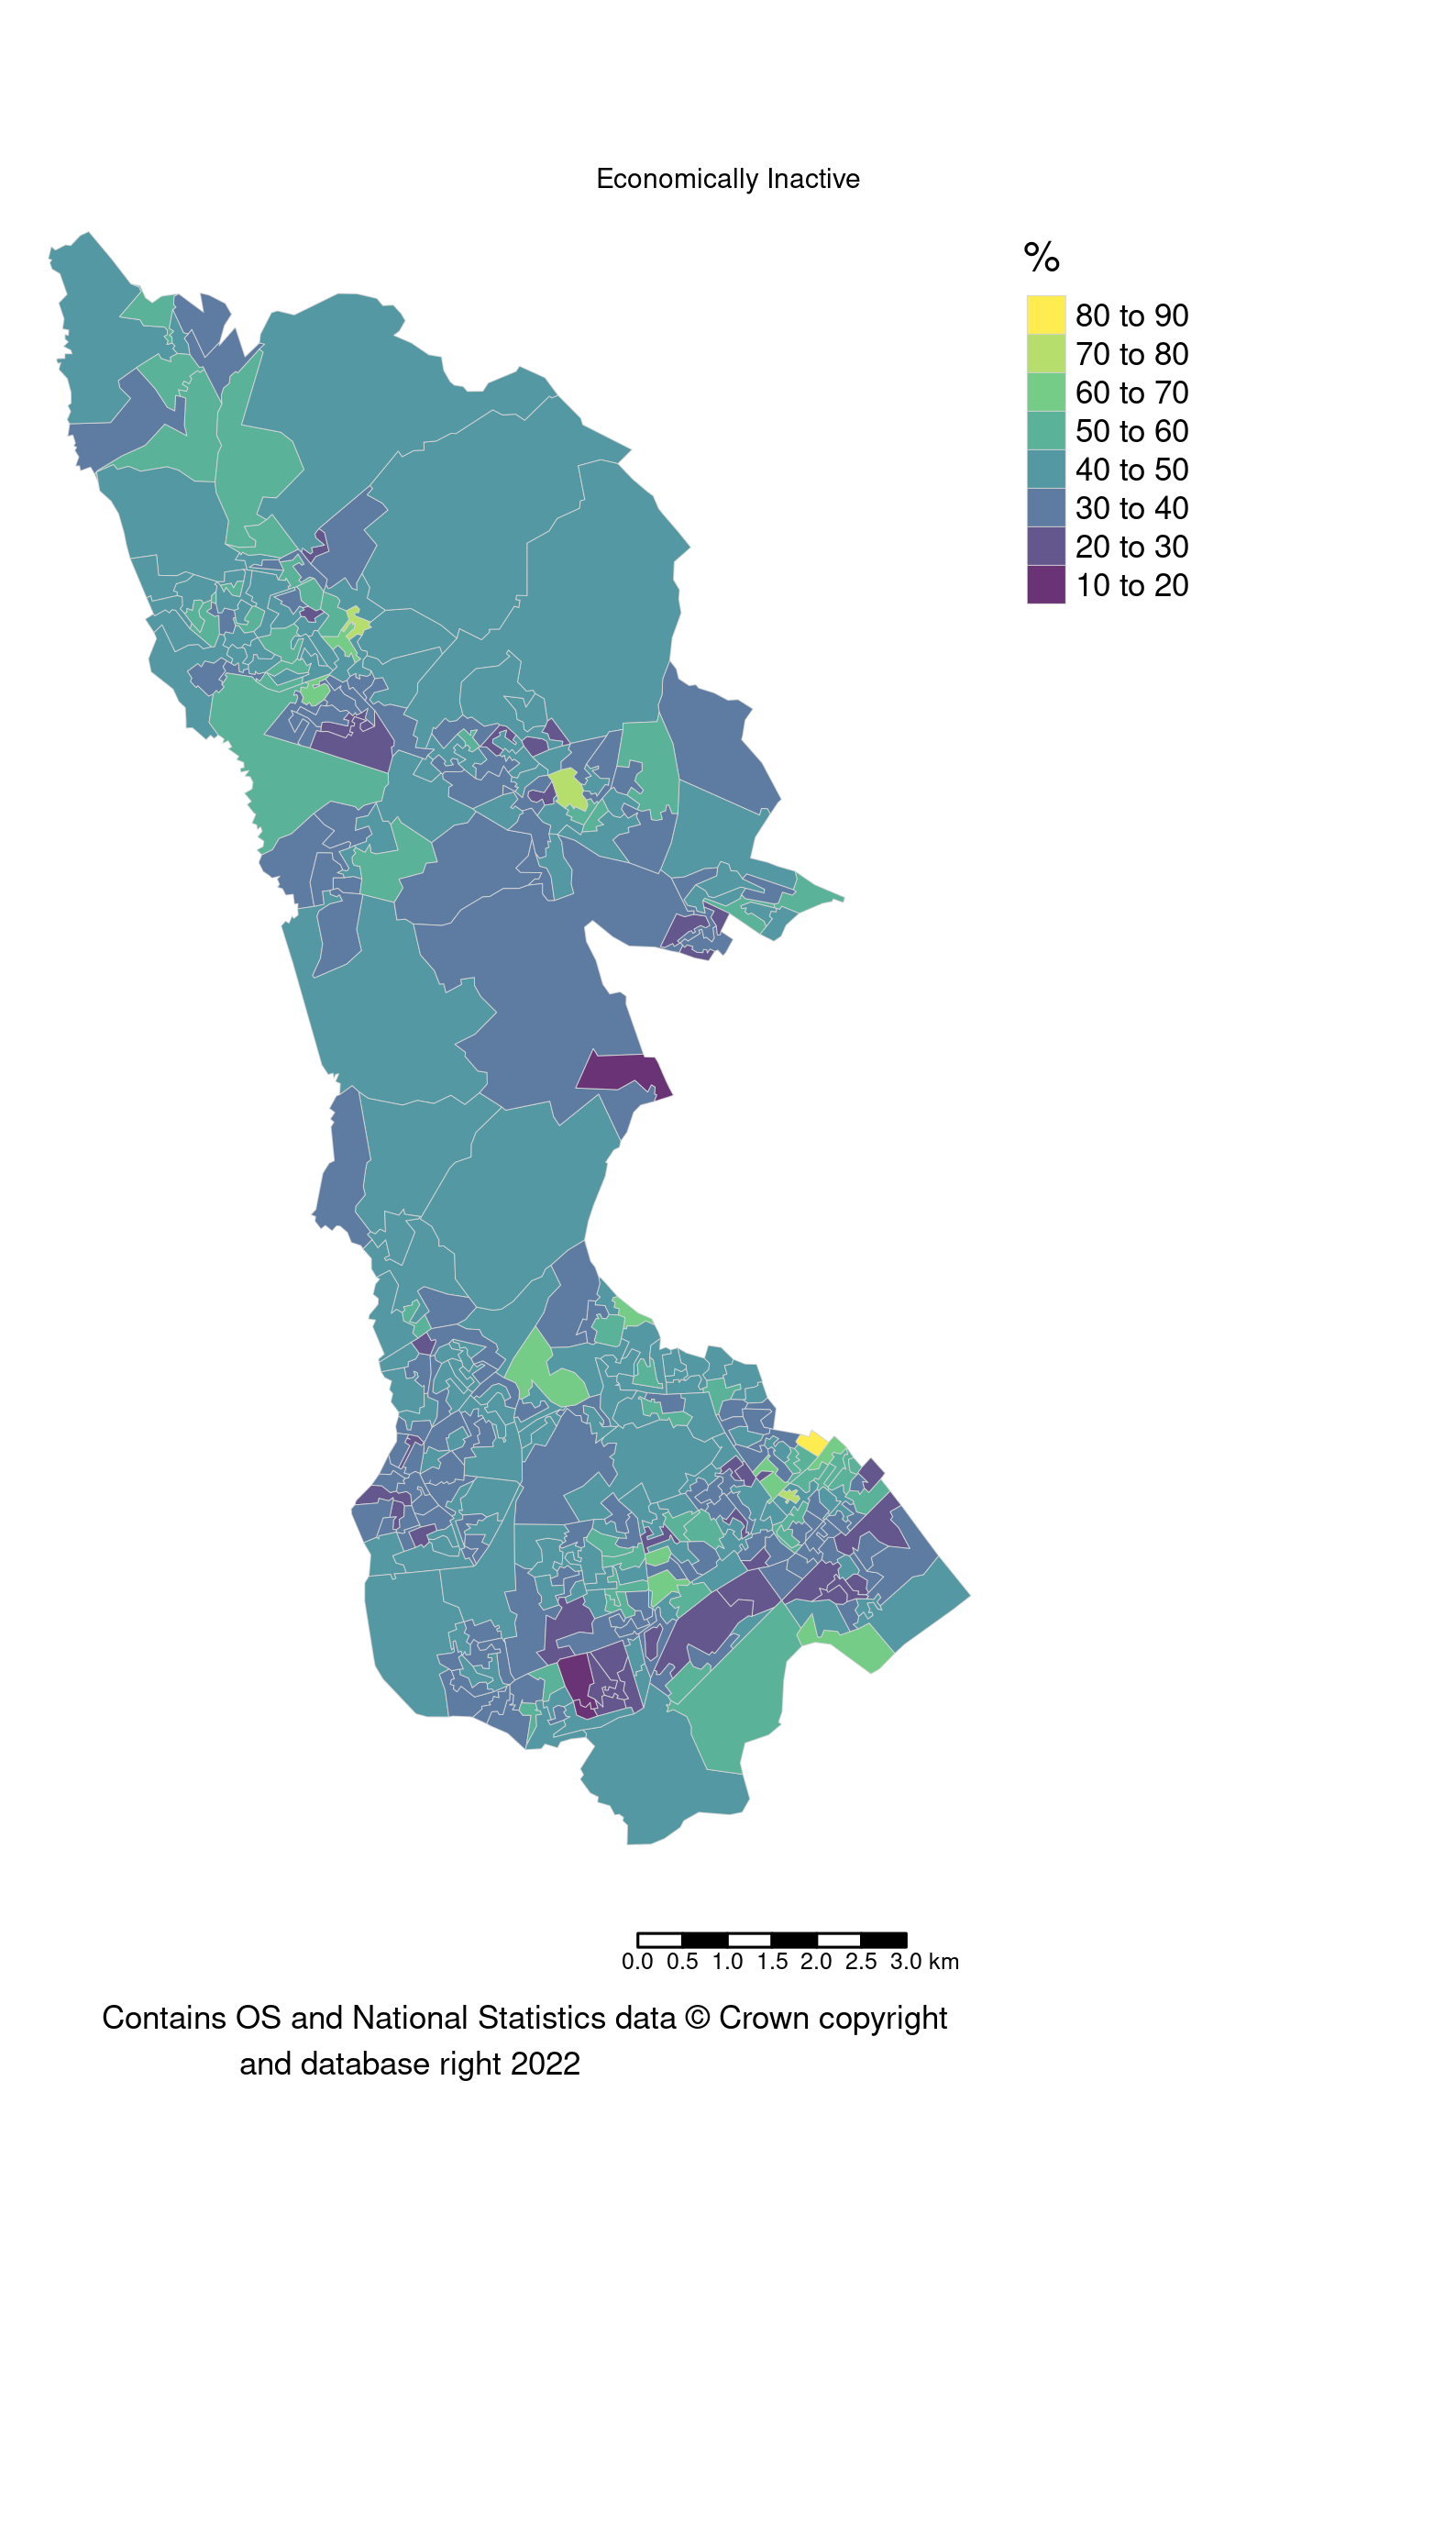 Economically Inactive
%
80 to 90
70 to 80
60 to 70
50 to 60
40 to 50
30 to 40
20 to 30
10 to 20
0.0 0.5 1.0 1.5 2.0 2.5 3.0 km
Contains OS and National Statistics data © Crown copyright
and database right 2022